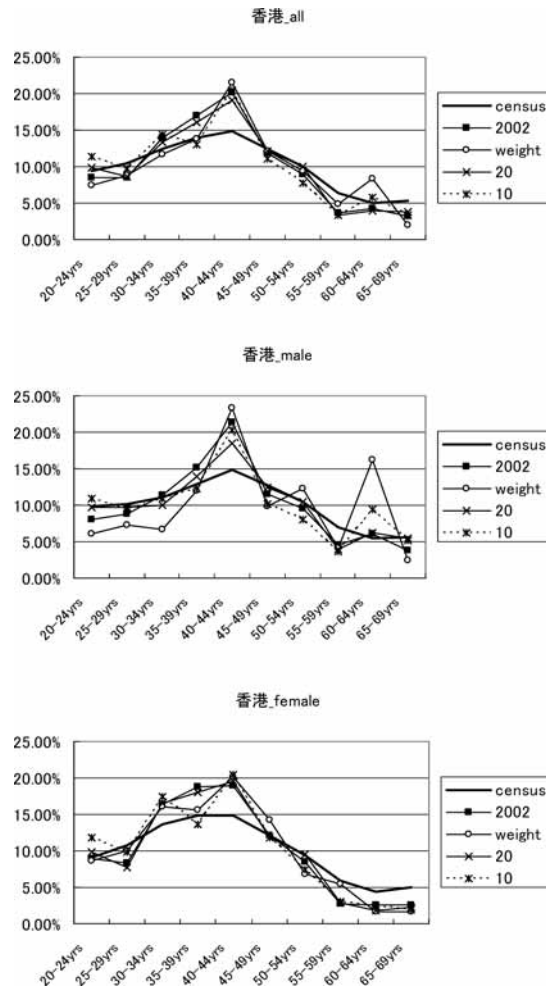 香港_all
25.00%
20.00%
15.00%
10.00%
5.00%
0.00%
20-24yrs
25-29yrs
30-34yrs
35-39yrs
40-44yrs
45-49yrs
50-54yrs
55-59yrs
60-64yrs
65-69yrs
census
2002
weight
20
10
香港_male
25.00%
20.00%
15.00%
10.00%
5.00%
0.00%
20-24yrs
25-29yrs
30-34yrs
35-39yrs
40-44yrs
45-49yrs
50-54yrs
55-59yrs
60-64yrs
65-69yrs
census
2002
weight
20
10
香港_female
25.00%
20.00%
15.00%
10.00%
5.00%
0.00%
20-24yrs
25-29yrs
30-34yrs
35-39yrs
40-44yrs
45-49yrs
50-54yrs
55-59yrs
60-64yrs
65-69yrs
census
2002
weight
20
10